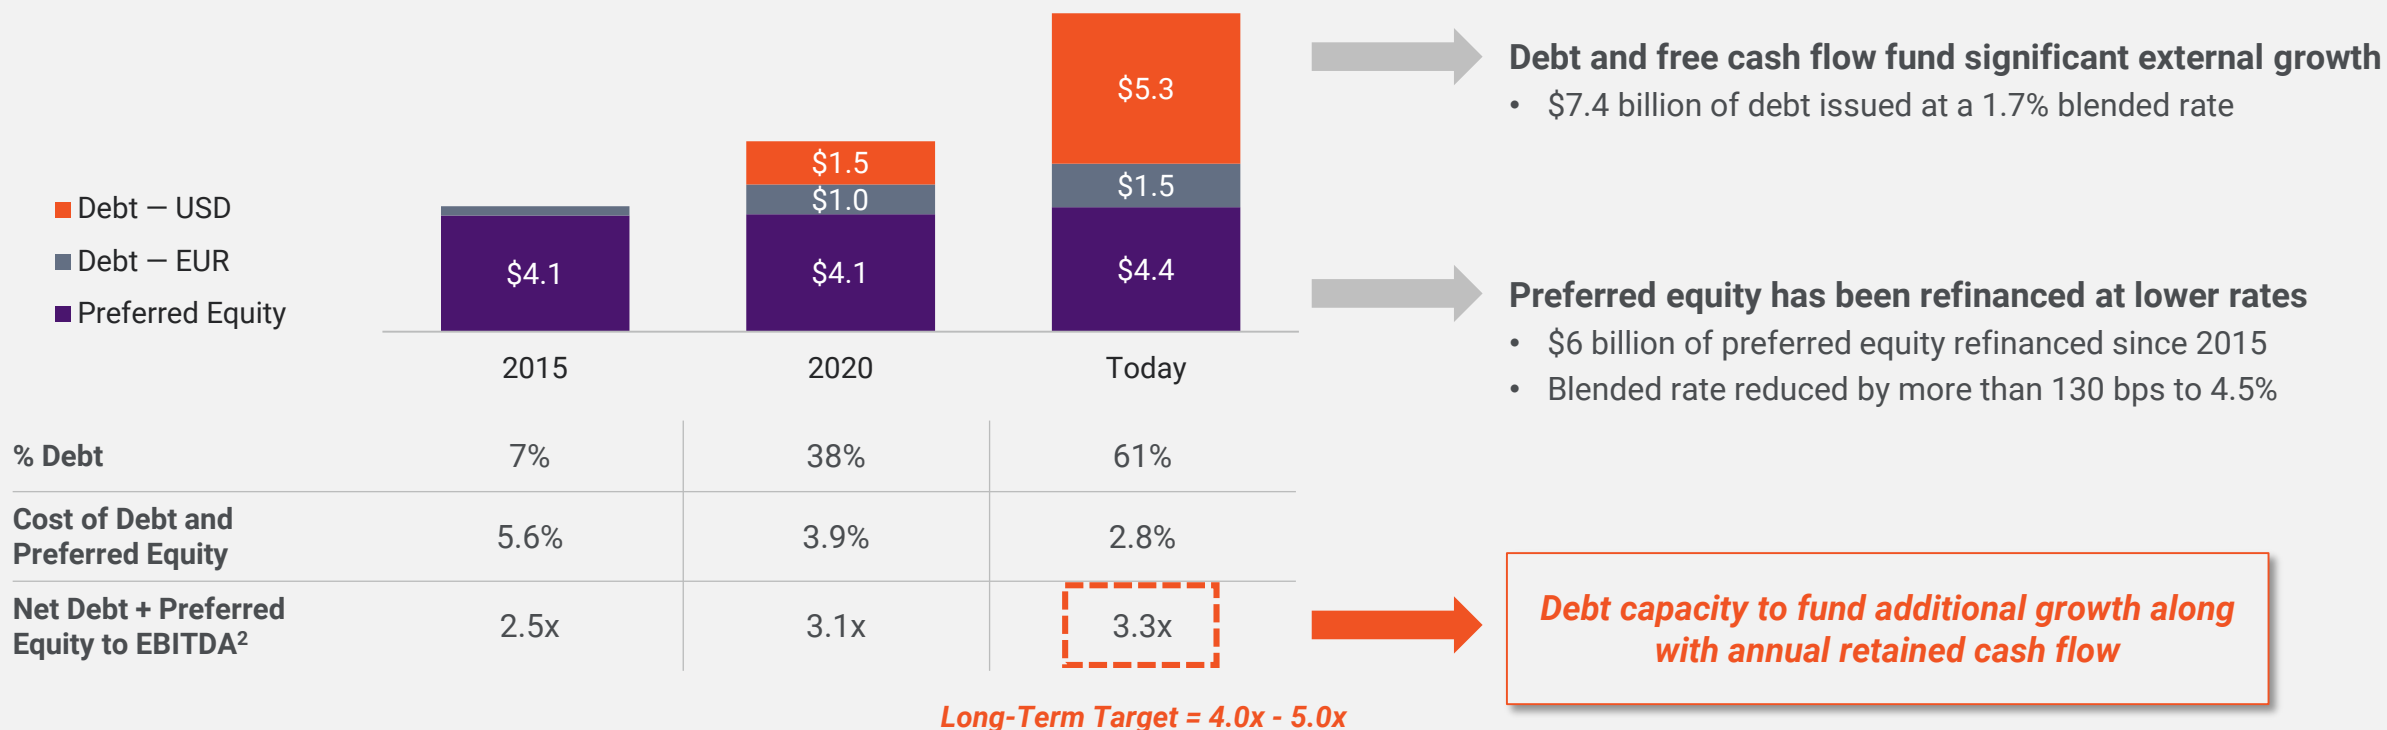 Debt — USD
Debt — EUR
Preferred Equity
$4.1
$1.5
$1.0
$4.1
$5.3
$1.5
$4.4
2015 2020 Today
Debt and free cash flow fund significant external growth
• $7.4 billion of debt issued at a 1.7% blended rate
Preferred equity has been refinanced at lower rates
• $6 billion of preferred equity refinanced since 2015
• Blended rate reduced by more than 130 bps to 4.5%
% Debt 7% 38% 61%
Cost of Debt and
Preferred Equity 5.6% 3.9% 2.8%
Net Debt + Preferred
Equity to EBITDA² 2.5x 3.1x 3.3x
Long-Term Target = 4.0x - 5.0x
Debt capacity to fund additional growth along
with annual retained cash flow